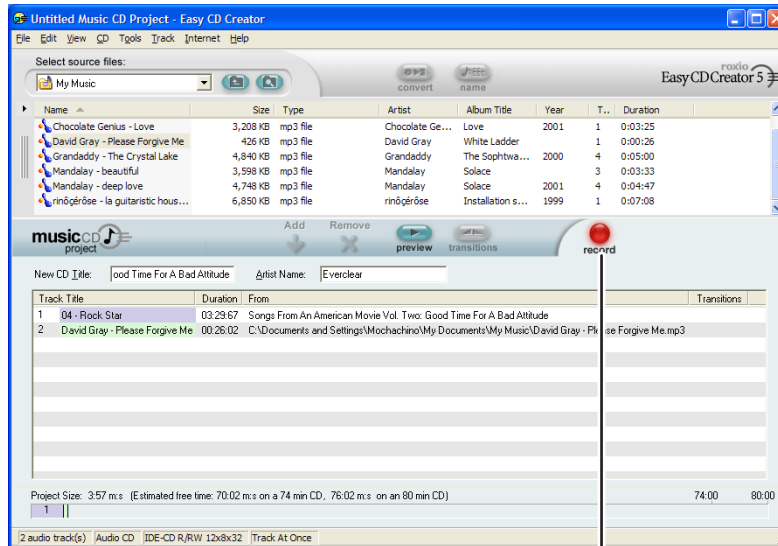 Untitled Music CD Project - Easy CD Creator
File Edit View CD Tools Track Internet Help
Select source files:
My Music
convert name
roxio
Easy CD Creator 5
Name Size Type Artist Album Title Year T.. Duration
Chocolate Genius - Love 3,208 KB mp3 file Chocolate Ge... Love 2001 1 0:03:25
David Gray - Please Forgive Me 426 KB mp3 file David Gray White Ladder 1 0:00:26
Grandaddy - The Crystal Lake 4,840 KB mp3 file Grandaddy The Sophtwa... 2000 4 0:05:00
Mandalay - beautiful 3,598 KB mp3 file Mandalay Solace 3 0:03:33
Mandalay - deep love 4,748 KB mp3 file Mandalay Solace 2001 4 0:04:47
rinôçérôse - la guitaristic hous... 6,850 KB mp3 file rinôçérôse Installation s... 1999 1 0:07:08
music CD project
Add Remove preview transitions record
New CD Title: ood Time For A Bad Attitude Artist Name: Everclear
Track Title Duration From Transitions
1 04 - Rock Star 03:29:67 Songs From An American Movie Vol. Two: Good Time For A Bad Attitude
2 David Gray - Please Forgive Me 00:26:02 C:\Documents and Settings\Mochachino\My Documents\My Music\David Gray - Please Forgive Me.mp3
Project Size: 3:57 m:s (Estimated free time: 70:02 m:s on a 74 min CD, 76:02 m:s on an 80 min CD) 74:00 80:00
1
2 audio track(s) Audio CD IDE-CD R/RW 12x8x32 Track At Once